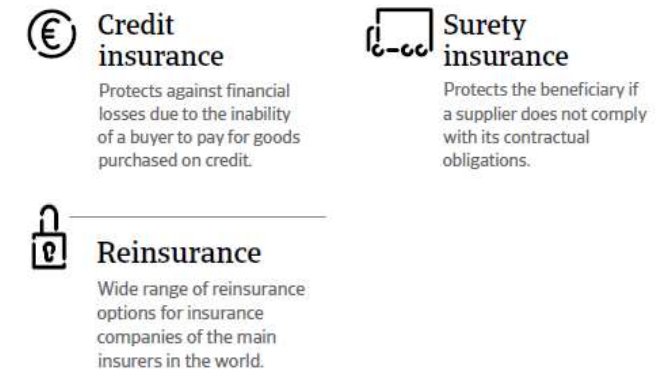 Credit
insurance
Protects against financial
losses due to the inability
of a buyer to pay for goods
purchased on credit.
Surety
insurance
Protects the beneficiary if
a supplier does not comply
with its contractual
obligations.
Reinsurance
Wide range of reinsurance
options for insurance
companies of the main
insurers in the world.